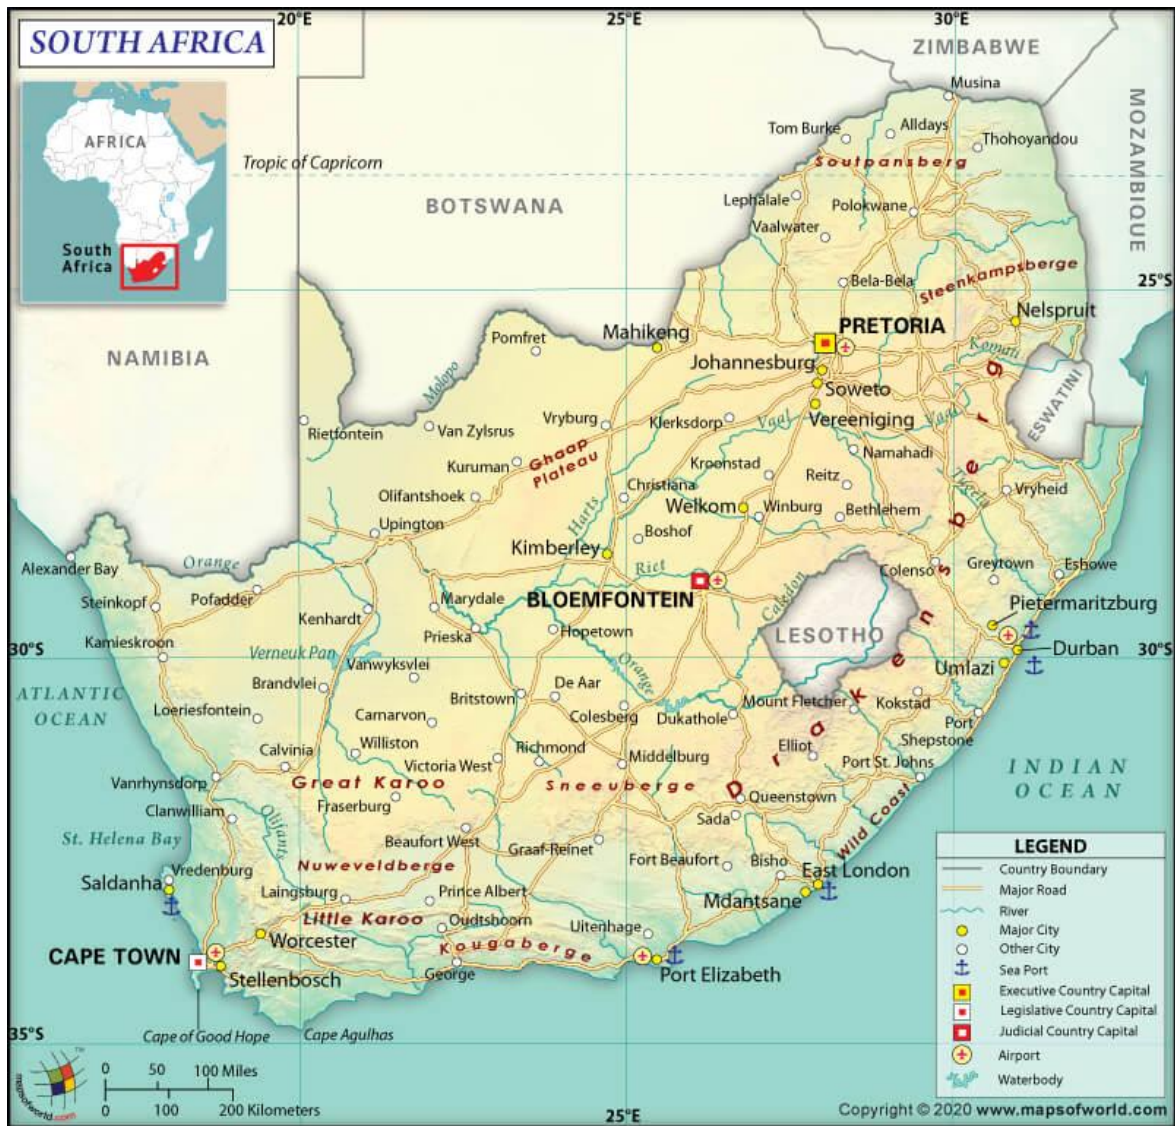 SOUTH AFRICA
20°E
25°E
30°E
ZIMBABWE
MOZAMBIQUE
AFRICA
South
Africa
Tropic of Capricorn
BOTSWANA
NAMIBIA
Musina
Tom Burke
Alldays
Thohoyandou
Soutpansberg
Lephalale
Polokwane
Vaalwater
Bela-Bela
Steenkampsberge
25°S
Nelspruit
PRETORIA
Mahikeng
Pomfret
Molopo
Johannesburg
Komati
Soweto
ESWATINI
Vereeniging
Vaal
Vaal
Rietfontein
Van Zylsrus
Vryburg
Klerksdorp
Ghaap
Plateau
Kuruman
Namahadi
Kroonstad
Reitz
Tugela
Vryheid
Olifantshoek
Christiana
Welkom
Winburg
Bethlehem
Harts
Upington
Boshof
Kimberley
Orange
Riet
Alexander Bay
Colenso
Greytown
Eshowe
Steinkopf
Pofadder
BLOEMFONTEIN
Caledon
Drakensberg
Marydale
Pietermaritzburg
Kenhardt
Prieska
Hopetown
LESOTHO
Kamieskroon
30°S
30°S
Verneuk Pan
Vanwyksvlei
Orange
Durban
Umlazi
ATLANTIC
OCEAN
Brandvlei
Britstown
De Aar
Loeriesfontein
Carnarvon
Colesberg
Dukathole
Mount Fletcher
Kokstad
Port
Shepstone
Calvinia
Williston
Richmond
Victoria West
Middelburg
Elliot
Port St. Johns
INDIAN
OCEAN
Vanrhynsdorp
Great Karoo
Sneeuberge
Fraserburg
Queenstown
Clanwilliam
Sada
Wild Coast
St. Helena Bay
Olifants
Beaufort West
Graaf-Reinet
Nuweveldberge
Fort Beaufort
Bisho
East London
Vredenburg
Saldanha
Laingsburg
Prince Albert
Mdantsane
Little Karoo
Oudtshoorn
Uitenhage
Worcester
Kougaberg
CAPE TOWN
George
Port Elizabeth
Stellenbosch
Cape of Good Hope
Cape Agulhas
35°S
LEGEND
Country Boundary
Major Road
River
Major City
Other City
Sea Port
Executive Country Capital
Legislative Country Capital
Judicial Country Capital
Airport
Waterbody
mapsofworld.com
TM
0 50 100 Miles
0 100 200 Kilometers
25°E
Copyright © 2020 www.mapsofworld.com